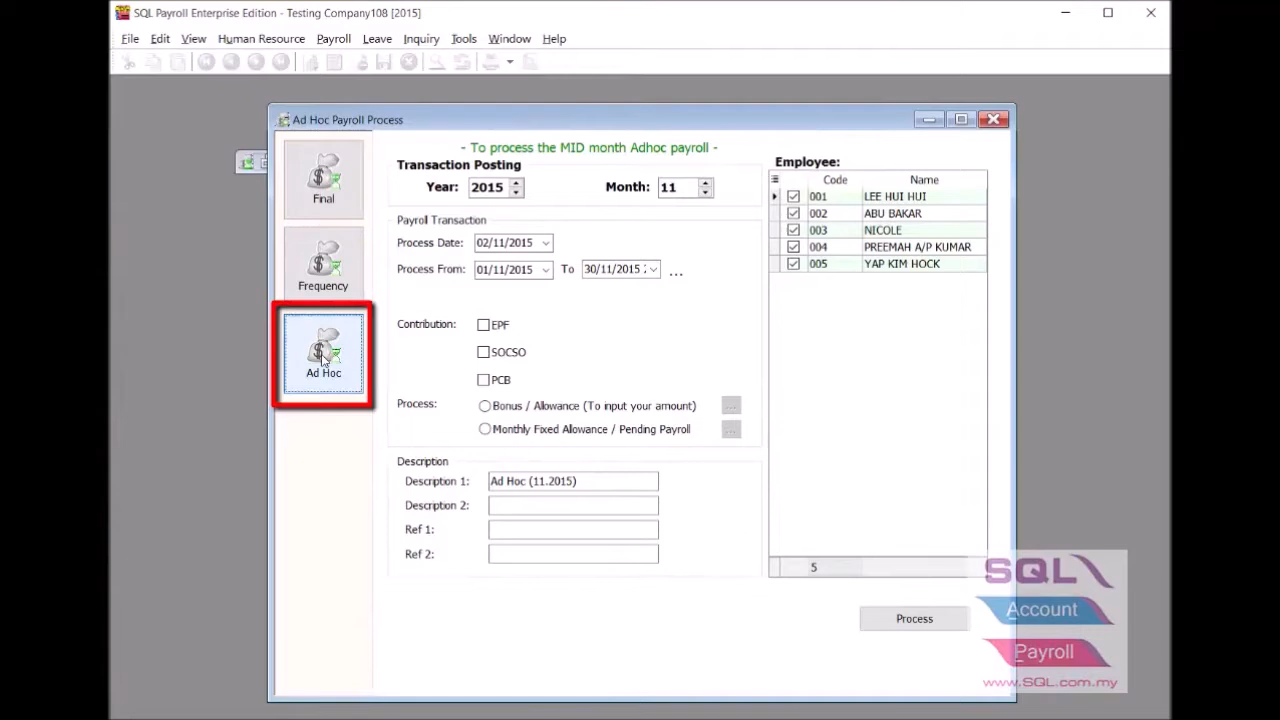 SQL Payroll Enterprise Edition - Testing Company108 [2015]
File Edit View Human Resource Payroll Leave Inquiry Tools Window Help
Ad Hoc Payroll Process
Final
Frequency
Ad Hoc
- To process the MID month Adhoc payroll -
Transaction Posting
Year: 2015 Month: 11
Payroll Transaction
Process Date: 02/11/2015
Process From: 01/11/2015 To 30/11/2015 ...
Contribution: EPF
SOCSO
PCB
Process: Bonus / Allowance (To input your amount) ...
Monthly Fixed Allowance / Pending Payroll ...
Description
Description 1: Ad Hoc (11.2015)
Description 2:
Ref 1:
Ref 2:
Employee:
Code Name
001 LEE HUI HUI
002 ABU BAKAR
003 NICOLE
004 PREEMAH A/P KUMAR
005 YAP KIM HOCK
5
Process
SQL
Account
Payroll
www.SQL.com.my